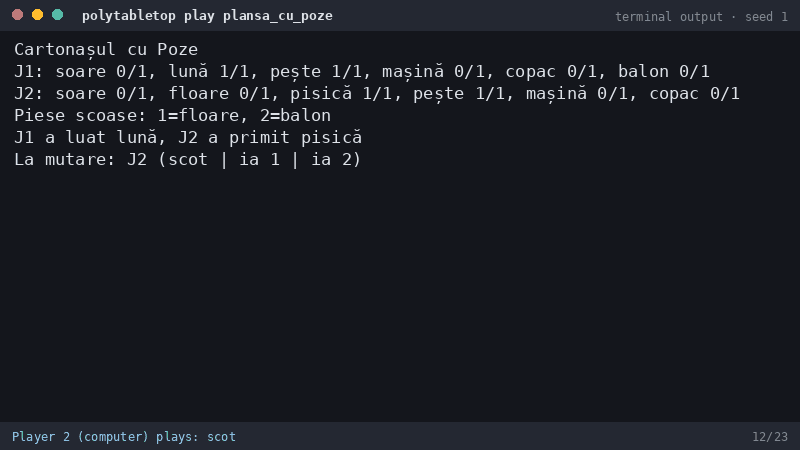 polytabletop play plansa_cu_poze
terminal output · seed 1
Cartonașul cu Poze
J1: soare 0/1, lună 1/1, pește 1/1, mașină 0/1, copac 0/1, balon 0/1
J2: soare 0/1, floare 0/1, pisică 1/1, pește 1/1, mașină 0/1, copac 0/1
Piese scoase: 1=floare, 2=balon
J1 a luat lună, J2 a primit pisică
La mutare: J2 (scot | ia 1 | ia 2)
Player 2 (computer) plays: scot
12/23